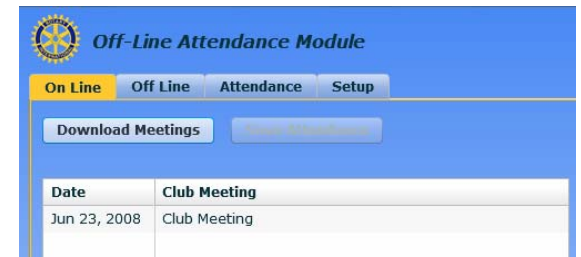 Off-Line Attendance Module
On Line Off Line Attendance Setup
Download Meetings
Date Club Meeting
Jun 23, 2008 Club Meeting